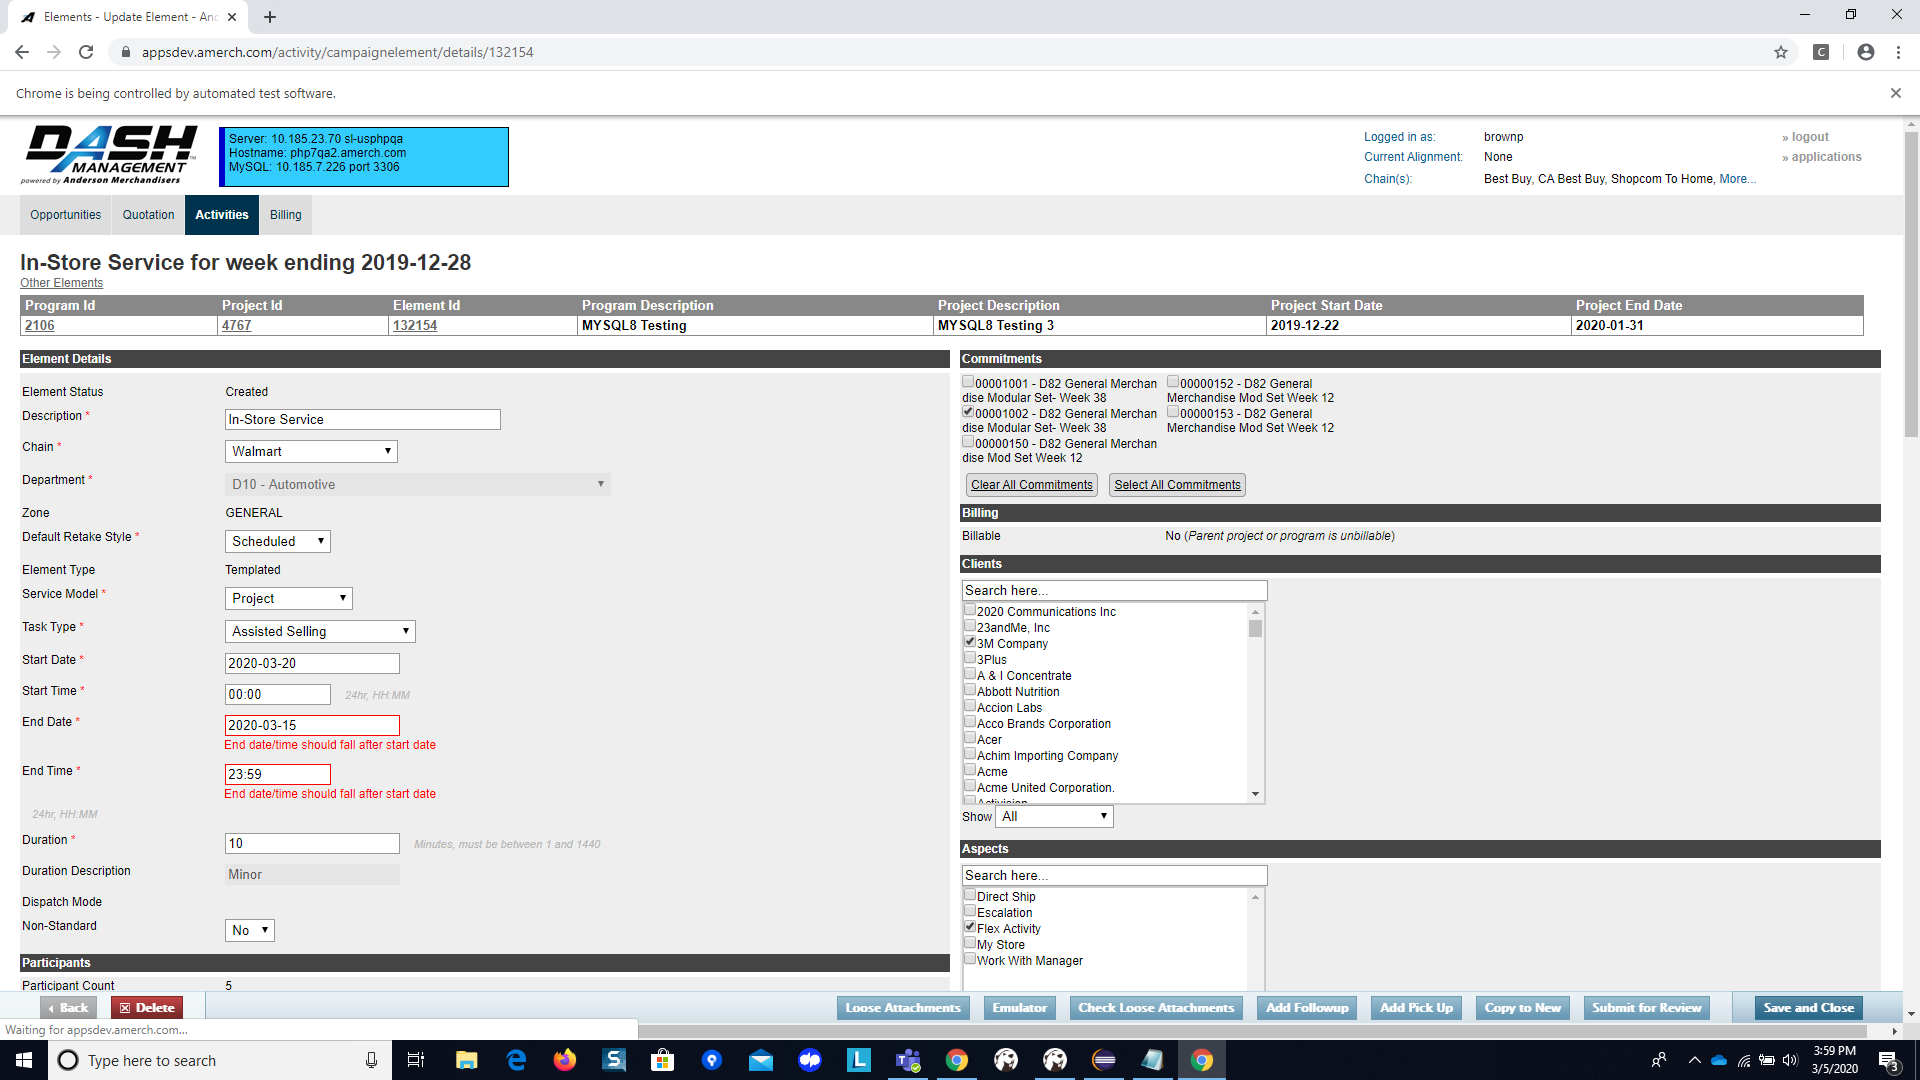 Elements - Update Element - And
appsdev.amerch.com/activity/campaignelement/details/132154
C
Chrome is being controlled by automated test software.
DASH
MANAGEMENT
powered by Anderson Merchandisers
Server: 10.185.23.70 sl-usphpqa
Hostname: php7qa2.amerch.com
MySQL: 10.185.7.226 port 3306
Logged in as: brownp » logout
Current Alignment: None » applications
Chain(s): Best Buy, CA Best Buy, Shopcom To Home, More...
Opportunities Quotation Activities Billing
In-Store Service for week ending 2019-12-28
Other Elements
Program Id Project Id Element Id Program Description Project Description Project Start Date Project End Date
2106 4767 132154 MYSQL8 Testing MYSQL8 Testing 3 2019-12-22 2020-01-31
Element Details
Element Status Created
Description * In-Store Service
Chain * Walmart
Department * D10 - Automotive
Zone GENERAL
Default Retake Style * Scheduled
Element Type Templated
Service Model * Project
Task Type * Assisted Selling
Start Date * 2020-03-20
Start Time * 00:00 24hr, HH:MM
End Date * 2020-03-15
End date/time should fall after start date
End Time * 23:59
End date/time should fall after start date
24hr, HH:MM
Duration * 10 Minutes, must be between 1 and 1440
Duration Description Minor
Dispatch Mode
Non-Standard No
Participants
Participant Count 5
Commitments
00001001 - D82 General Merchan
dise Modular Set- Week 38
00000152 - D82 General
Merchandise Mod Set Week 12
00001002 - D82 General Merchan
dise Modular Set- Week 38
00000153 - D82 General
Merchandise Mod Set Week 12
00000150 - D82 General Merchan
dise Mod Set Week 12
Clear All Commitments Select All Commitments
Billing
Billable No (Parent project or program is unbillable)
Clients
Search here...
2020 Communications Inc
23andMe, Inc
3M Company
3Plus
A & I Concentrate
Abbott Nutrition
Accion Labs
Acco Brands Corporation
Acer
Achim Importing Company
Acme
Acme United Corporation.
Activision
Show All
Aspects
Search here...
Direct Ship
Escalation
Flex Activity
My Store
Work With Manager
Back Delete Loose Attachments Emulator Check Loose Attachments Add Followup Add Pick Up Copy to New Submit for Review Save and Close
Waiting for appsdev.amerch.com...
Type here to search
3:59 PM
3/5/2020
3